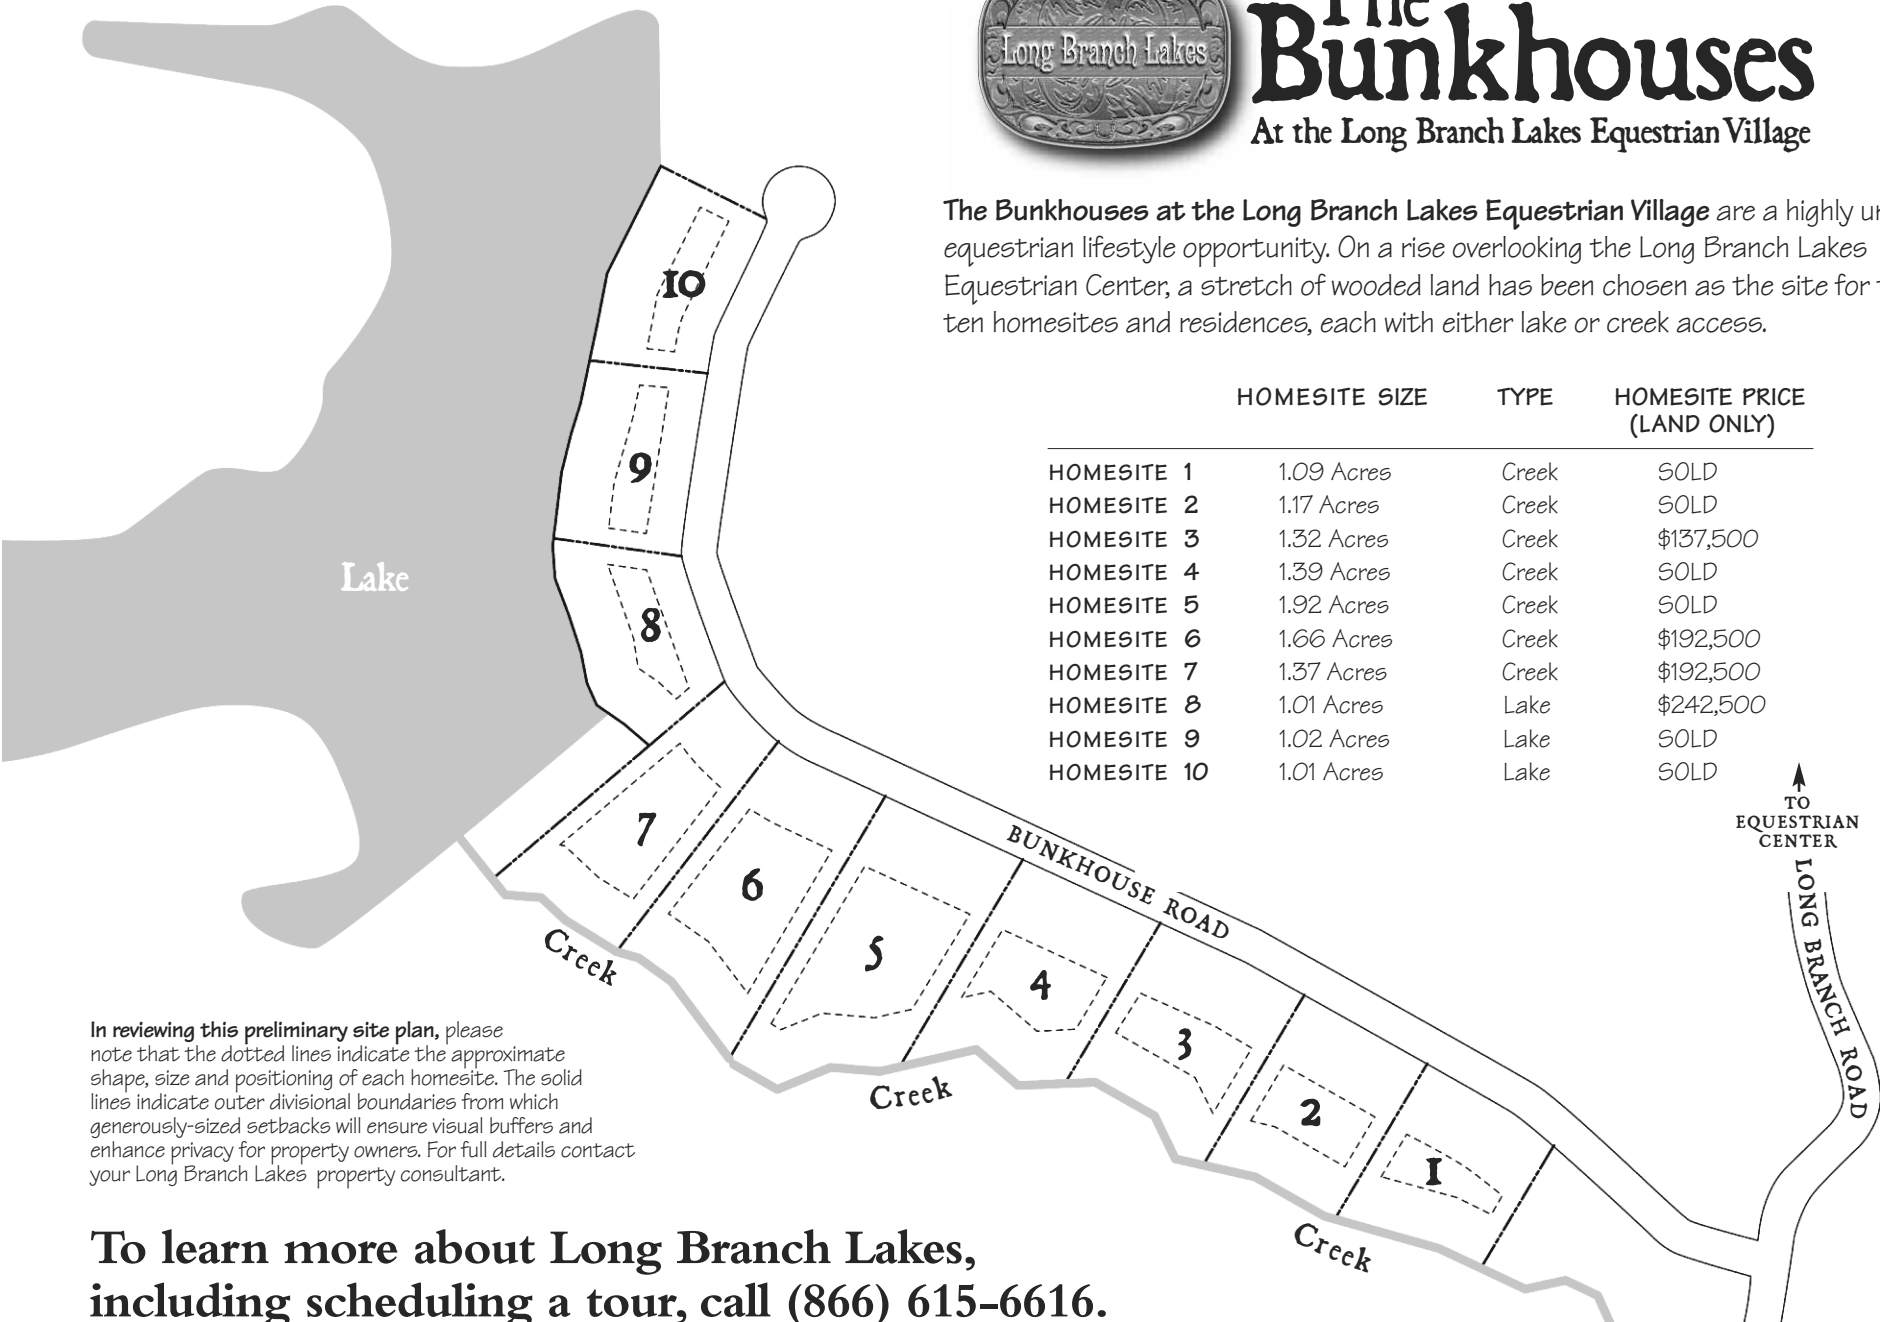 The
Bunkhouses
Long Branch Lakes
At the Long Branch Lakes Equestrian Village
The Bunkhouses at the Long Branch Lakes Equestrian Village are a highly
equestrian lifestyle opportunity. On a rise overlooking the Long Branch Lakes
Equestrian Center, a stretch of wooded land has been chosen as the site for
ten homesites and residences, each with either lake or creek access.
HOMESITE SIZE TYPE HOMESITE PRICE
(LAND ONLY)
HOMESITE 1 1.09 Acres Creek SOLD
HOMESITE 2 1.17 Acres Creek SOLD
HOMESITE 3 1.32 Acres Creek $137,500
HOMESITE 4 1.39 Acres Creek SOLD
HOMESITE 5 1.92 Acres Creek SOLD
HOMESITE 6 1.66 Acres Creek $192,500
HOMESITE 7 1.37 Acres Creek $192,500
HOMESITE 8 1.01 Acres Lake $242,500
HOMESITE 9 1.02 Acres Lake SOLD
HOMESITE 10 1.01 Acres Lake SOLD
10
9
8
Lake
7
6
5
4
3
2
1
BUNKHOUSE ROAD
TO
EQUESTRIAN
CENTER
LONG BRANCH ROAD
Creek
Creek
Creek
In reviewing this preliminary site plan, please
note that the dotted lines indicate the approximate
shape, size and positioning of each homesite. The solid
lines indicate outer divisional boundaries from which
generously-sized setbacks will ensure visual buffers and
enhance privacy for property owners. For full details contact
your Long Branch Lakes property consultant.
To learn more about Long Branch Lakes,
including scheduling a tour, call (866) 615-6616.